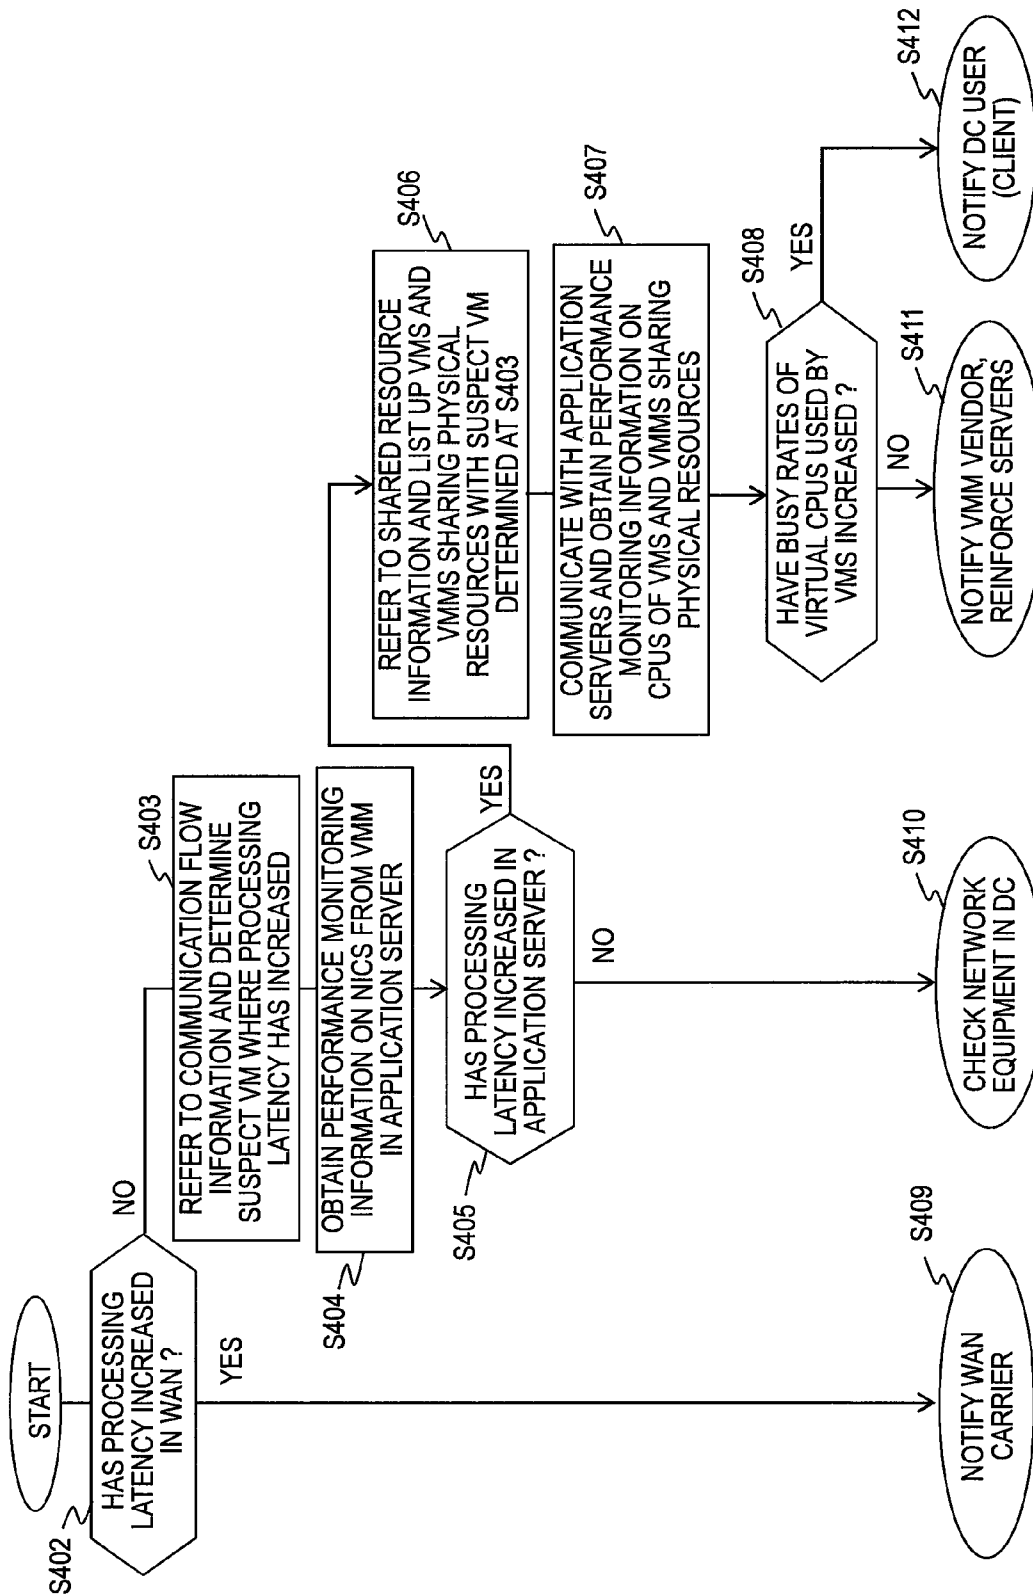 START
S402
HAS PROCESSING
LATENCY INCREASED
IN WAN ?
NO
YES
S403
REFER TO COMMUNICATION FLOW
INFORMATION AND DETERMINE
SUSPECT VM WHERE PROCESSING
LATENCY HAS INCREASED
S404
OBTAIN PERFORMANCE MONITORING
INFORMATION ON NICS FROM VMM
IN APPLICATION SERVER
S405
HAS PROCESSING
LATENCY INCREASED IN
APPLICATION SERVER ?
YES
NO
S406
REFER TO SHARED RESOURCE
INFORMATION AND LIST UP VMS AND
VMMS SHARING PHYSICAL
RESOURCES WITH SUSPECT VM
DETERMINED AT S403
S407
COMMUNICATE WITH APPLICATION
SERVERS AND OBTAIN PERFORMANCE
MONITORING INFORMATION ON
CPUS OF VMS AND VMMS SHARING
PHYSICAL RESOURCES
S408
HAVE BUSY RATES OF
VIRTUAL CPUS USED BY
VMS INCREASED ?
YES
NO
S409
NOTIFY WAN
CARRIER
S410
CHECK NETWORK
EQUIPMENT IN DC
S411
NOTIFY VMM VENDOR,
REINFORCE SERVERS
S412
NOTIFY DC USER
(CLIENT)